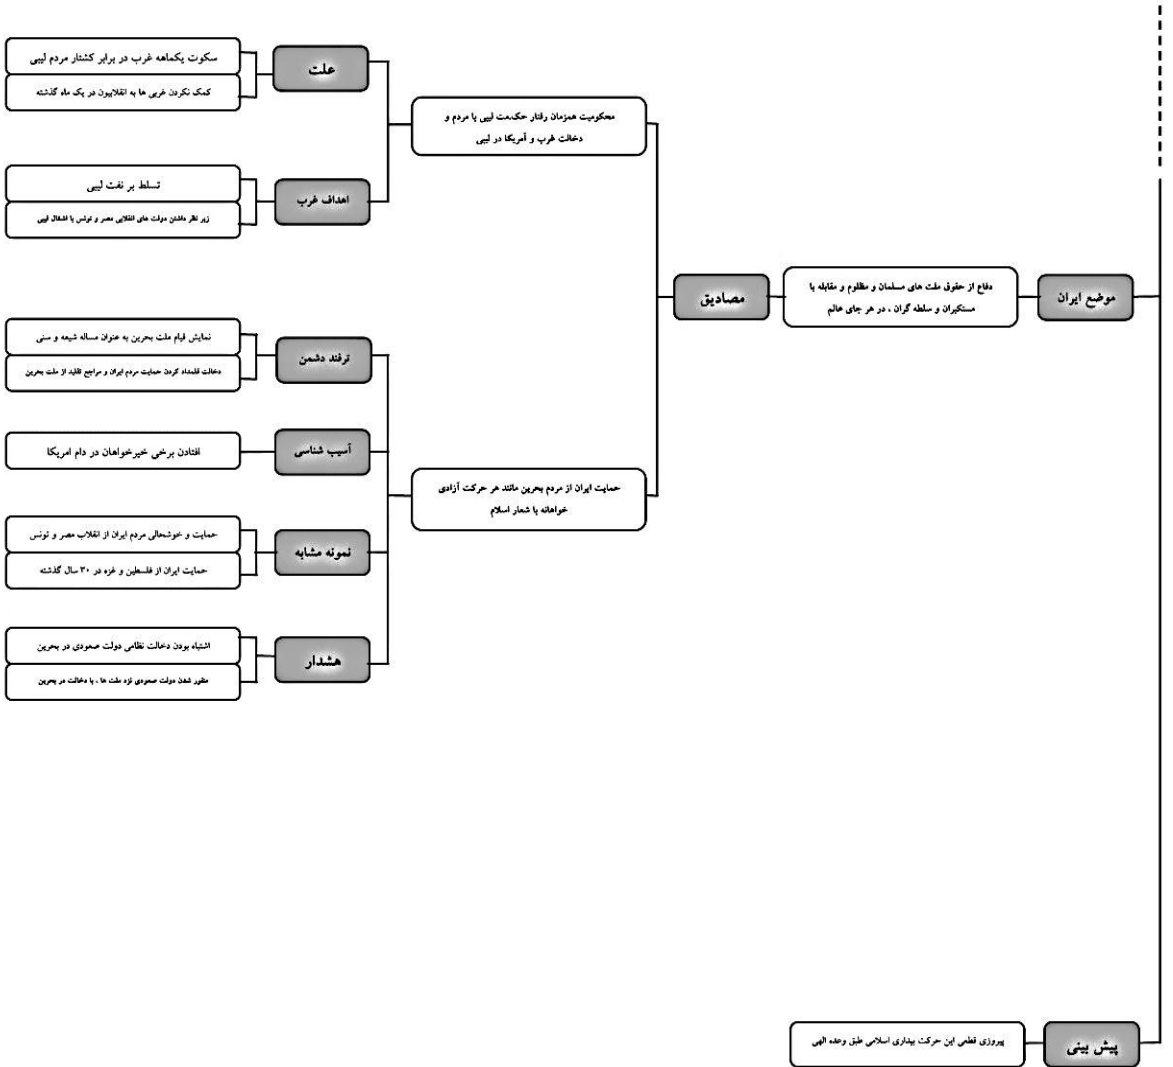 موضع ایران
دفاع از حقوق ملت های مسلمان و مظلوم و مقابله با
مستکبران و سلطه گران ، در هر جای عالم
مصادیق
محکومیت همزمان رفتار حکـمت لیبی با مردم و
دخالت غرب و آمریکا در لیبی
علت
سکوت یکماهه غرب در برابر کشتار مردم لیبی
کمک نکردن غربی ها به انقلابیون در یک ماه گذشته
اهداف غرب
تسلط بر نفت لیبی
زیر نظر داشتن دولت های انقلابی مصر و تونس با اشغال لیبی
حمایت ایران از مردم بحرین مانند هر حرکت آزادی
خواهانه با شعار اسلام
ترفند دشمن
نمایش قیام ملت بحرین به عنوان مساله شیعه و سنی
دخالت قلمداد کردن حمایت مردم ایران و مراجع تقلید از ملت بحرین
آسیب شناسی
افتادن برخی خیرخواهان در دام امریکا
نمونه مشابه
حمایت و خوشحالی مردم ایران از انقلاب مصر و تونس
حمایت ایران از فلسطین و غزه در ۳۰ سال گذشته
هشدار
اشتباه بودن دخالت نظامی دولت صعودی در بحرین
منفور شدن دولت صعودی نزد ملت ها ، با دخالت در بحرین
پیش بینی
پیروزی قطعی این حرکت بیداری اسلامی طبق وعده الهی